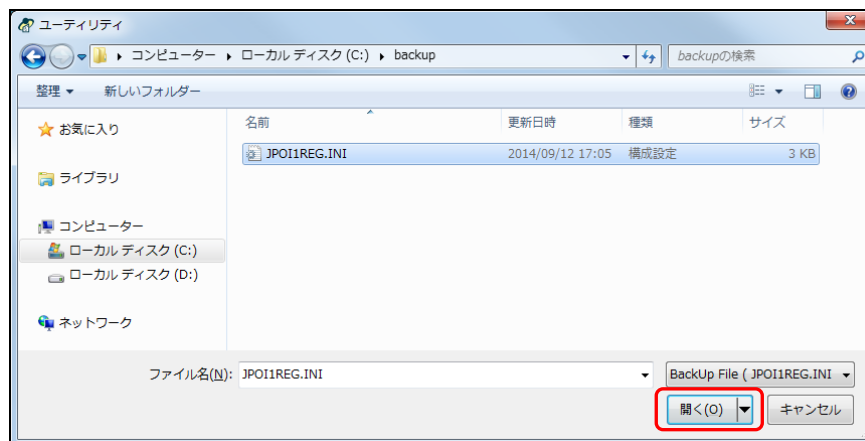 ユーティリティ
コンピューター ローカル ディスク (C:) backup
backupの検索
整理 新しいフォルダー
お気に入り
ライブラリ
コンピューター
ローカル ディスク (C:)
ローカル ディスク (D:)
ネットワーク
名前 更新日時 種類 サイズ
JPOI1REG.INI 2014/09/12 17:05 構成設定 3 KB
ファイル名(N): JPOI1REG.INI
BackUp File ( JPOI1REG.INI
開く(O) キャンセル